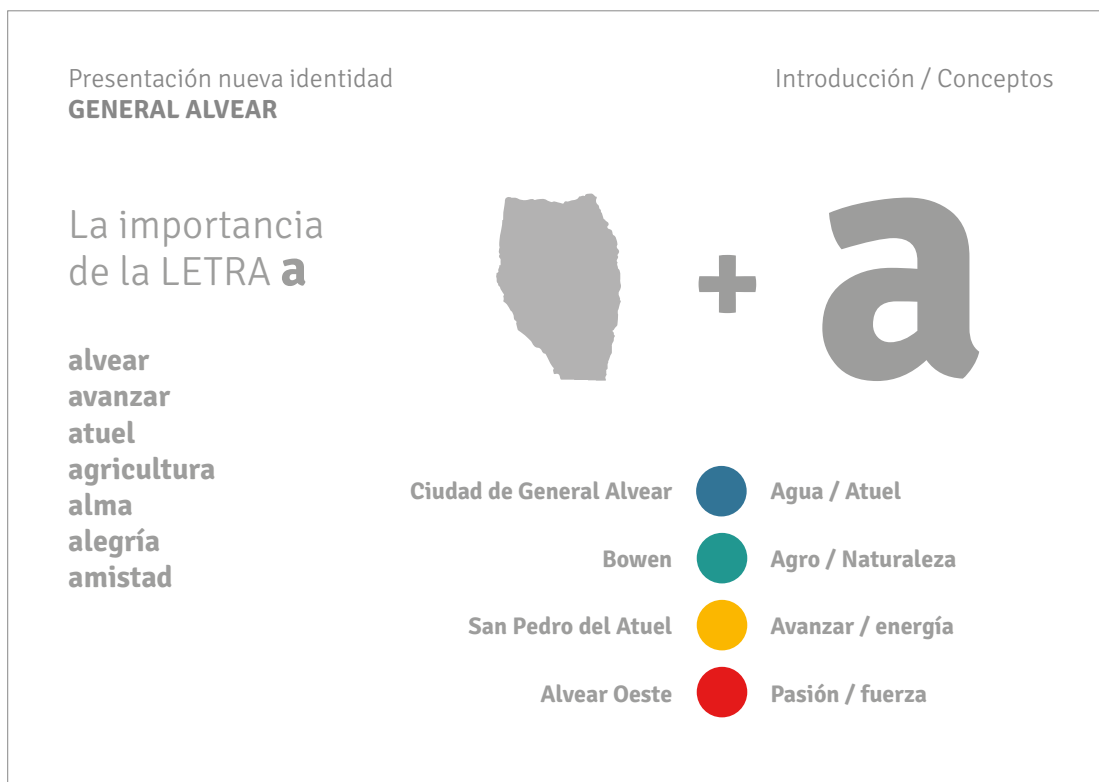 Presentación nueva identidad
GENERAL ALVEAR
Introducción / Conceptos
La importancia
de la LETRA a
alvear
avanzar
atuel
agricultura
alma
alegría
amistad
+ a
Ciudad de General Alvear Agua / Atuel
Bowen Agro / Naturaleza
San Pedro del Atuel Avanzar / energía
Alvear Oeste Pasión / fuerza